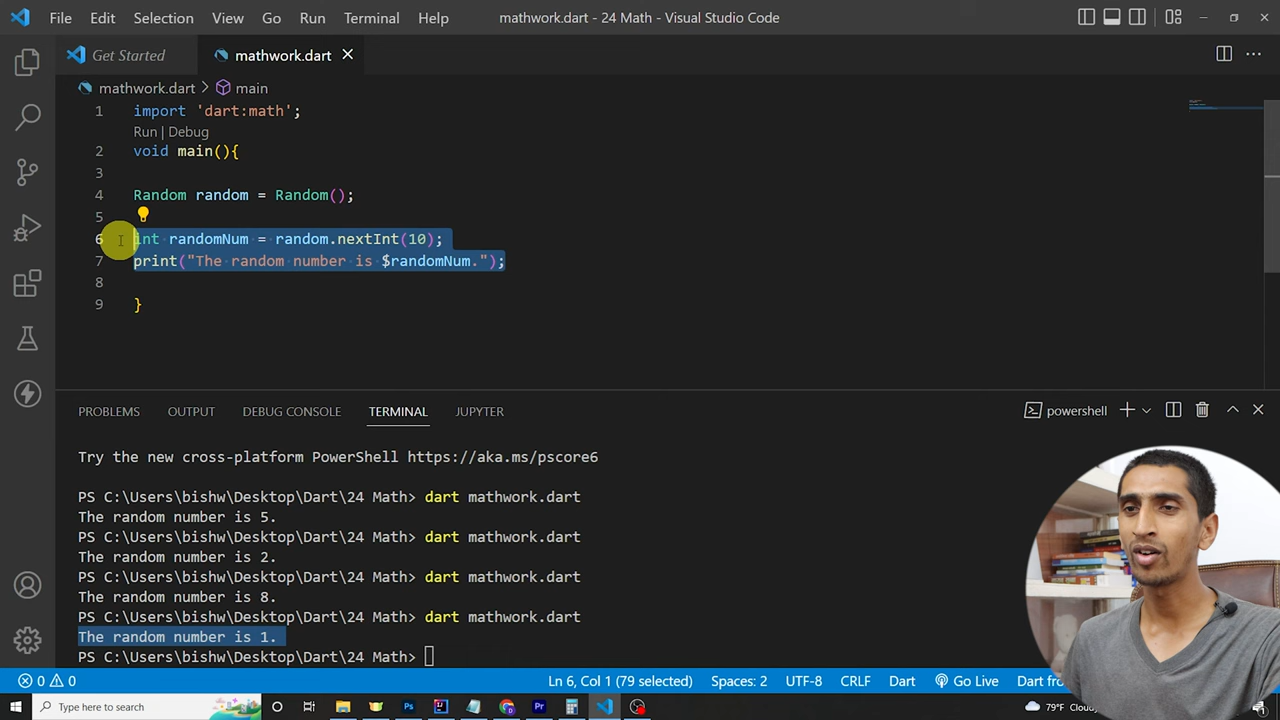 File Edit Selection View Go Run Terminal Help mathwork.dart - 24 Math - Visual Studio Code
Get Started mathwork.dart
mathwork.dart > main
1 import 'dart:math';
Run | Debug
2 void main(){
3
4 Random random = Random();
5
6 int randomNum = random.nextInt(10);
7 print("The random number is $randomNum.");
8
9 }
PROBLEMS OUTPUT DEBUG CONSOLE TERMINAL JUPYTER powershell
Try the new cross-platform PowerShell https://aka.ms/pscore6
PS C:\Users\bishw\Desktop\Dart\24 Math> dart mathwork.dart
The random number is 5.
PS C:\Users\bishw\Desktop\Dart\24 Math> dart mathwork.dart
The random number is 2.
PS C:\Users\bishw\Desktop\Dart\24 Math> dart mathwork.dart
The random number is 8.
PS C:\Users\bishw\Desktop\Dart\24 Math> dart mathwork.dart
The random number is 1.
PS C:\Users\bishw\Desktop\Dart\24 Math>
0 0 Ln 6, Col 1 (79 selected) Spaces: 2 UTF-8 CRLF Dart Go Live Dart
Type here to search 79°F